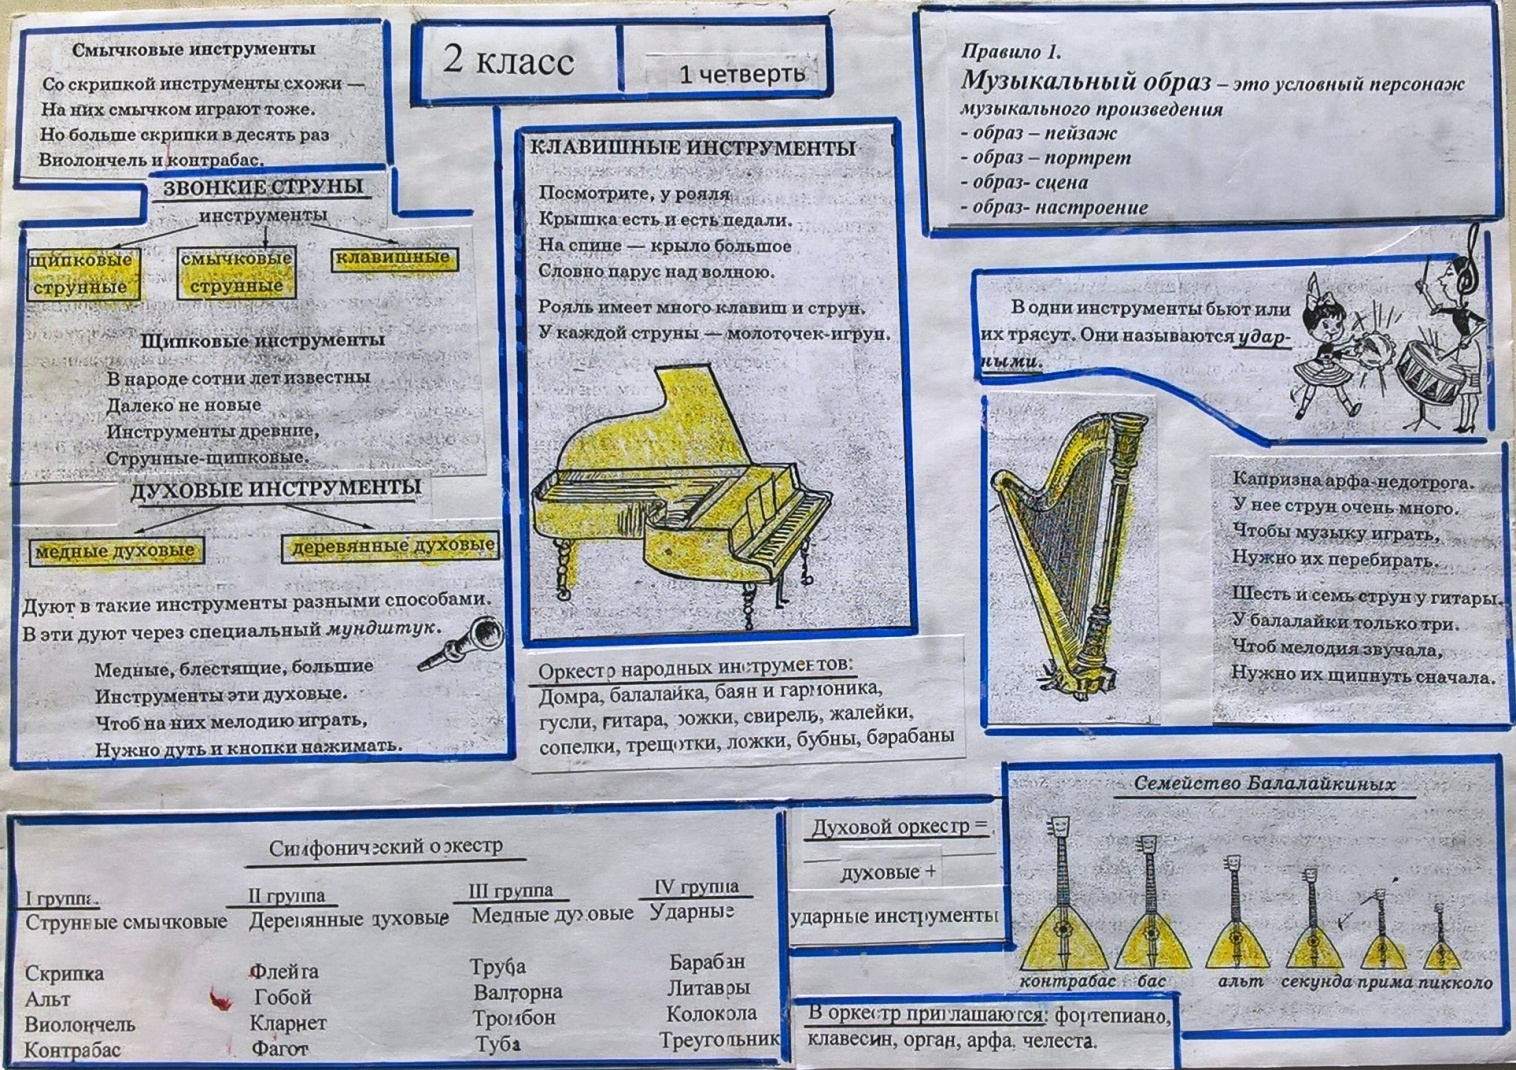 Смычковые инструменты
Со скрипкой инструменты схожи —
На них смычком играют тоже.
Но больше скрипки в десять раз
Виолончель и контрабас.
ЗВОНКИЕ СТРУНЫ
инструменты
щипковые струнные
смычковые струнные
клавишные
Щипковые инструменты
В народе сотни лет известны
Далеко не новые
Инструменты древние,
Струнные-щипковые.
ДУХОВЫЕ ИНСТРУМЕНТЫ
медные духовые
деревянные духовые
Дуют в такие инструменты разными способами.
В эти дуют через специальный мундштук.
Медные, блестящие, большие
Инструменты эти духовые.
Чтоб на них мелодию играть,
Нужно дуть и кнопки нажимать.
2 класс
1 четверть
КЛАВИШНЫЕ ИНСТРУМЕНТЫ
Посмотрите, у рояля
Крышка есть и есть педали.
На спине — крыло большое
Словно парус над волною.
Рояль имеет много клавиш и струн.
У каждой струны — молоточек-игрун.
Оркестр народных инструментов:
Домра, балалайка, баян и гармоника,
гусли, гитара, рожки, свирель, жалейки,
сопелки, трещотки, ложки, бубны, барабаны
Правило 1.
Музыкальный образ – это условный персонаж
музыкального произведения
- образ – пейзаж
- образ – портрет
- образ- сцена
- образ- настроение
В одни инструменты бьют или
их трясут. Они называются удар-
ными.
Капризна арфа-недотрога.
У нее струн очень много.
Чтобы музыку играть,
Нужно их перебирать.
Шесть и семь струн у гитары.
У балалайки только три.
Чтоб мелодия звучала,
Нужно их щипнуть сначала.
Симфонический оркестр
I группа.
Струнные смычковые
Скрипка
Альт
Виолончель
Контрабас
II группа
Деревянные духовые
Флейта
Гобой
Кларнет
Фагот
III группа
Медные духовые
Труба
Валторна
Тромбон
Туба
IV группа
Ударные
Барабан
Литавры
Колокола
Треугольник
Духовой оркестр =
духовые +
ударные инструменты
Семейство Балалайкиных
контрабас бас альт секунда прима пикколо
В оркестр приглашаются: фортепиано,
клавесин, орган, арфа, челеста.